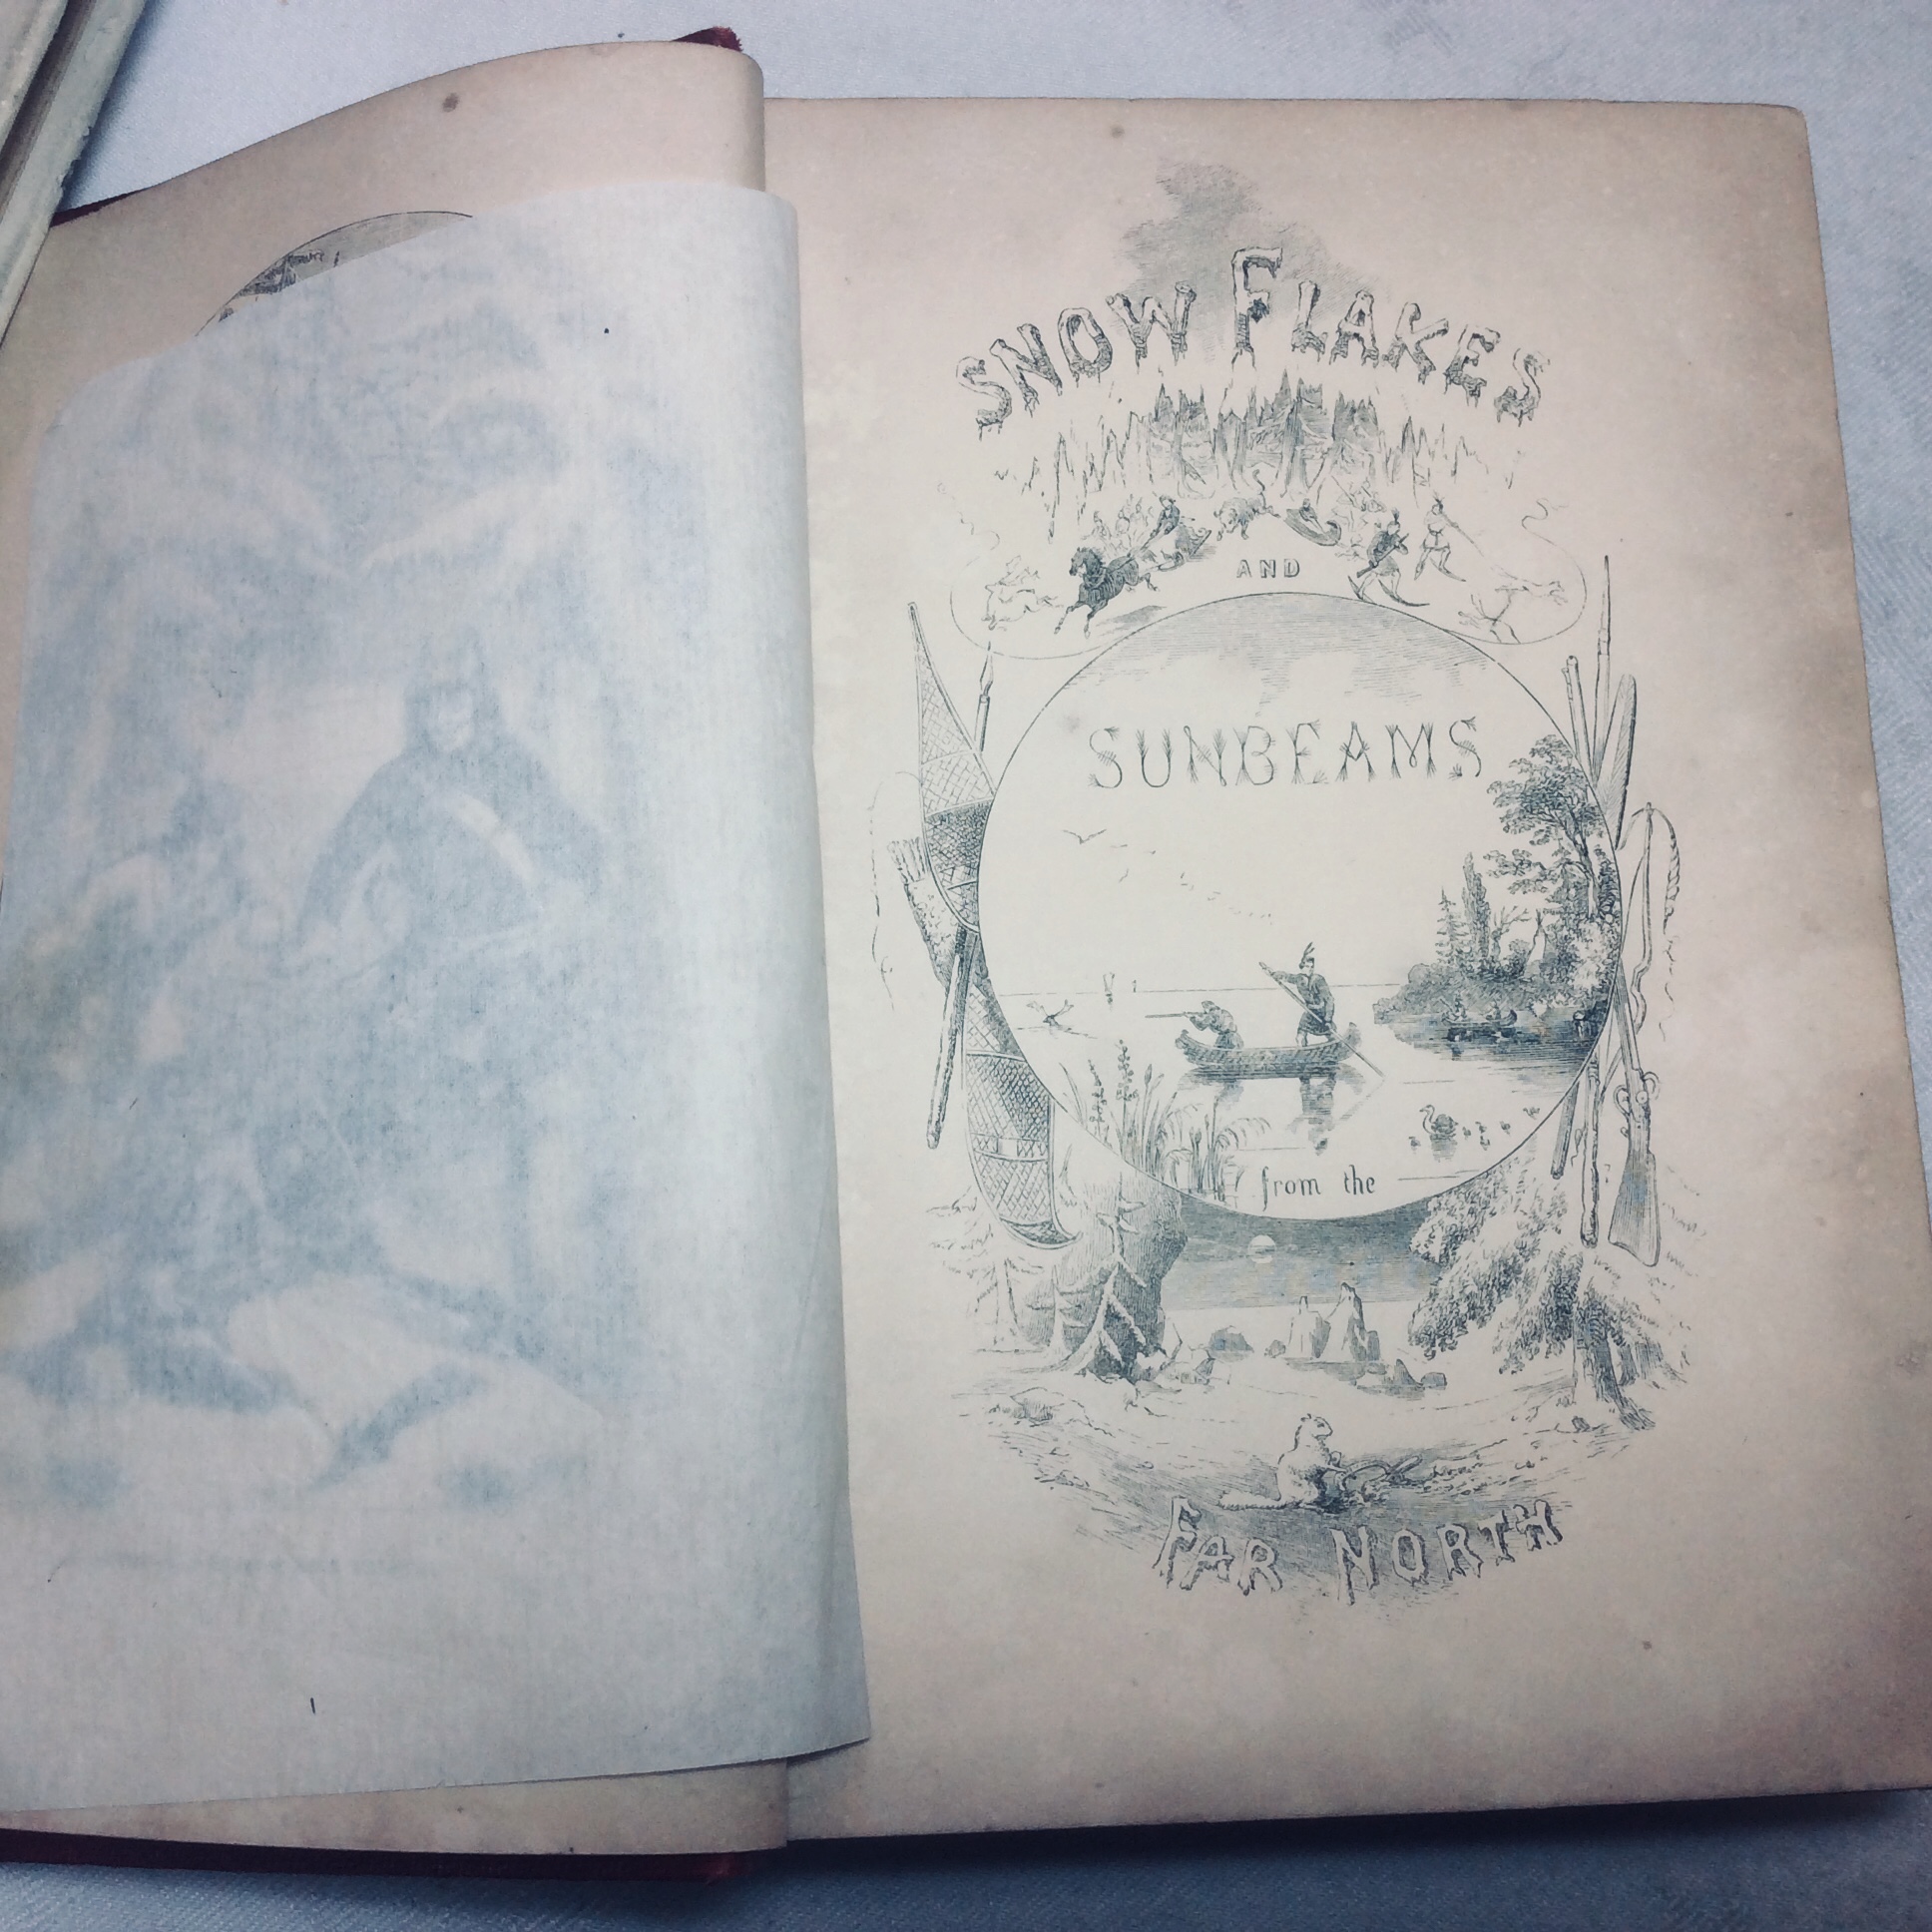 SNOW FLAKES
AND
SUNBEAMS
from the
FAR NORTH